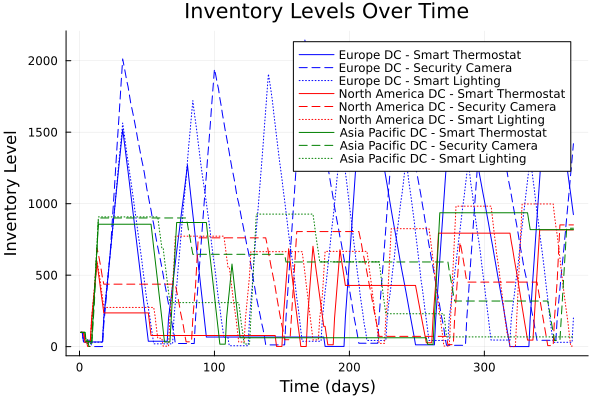 Inventory Levels Over Time
Inventory Level
2000
1500
1000
500
0
Europe DC - Smart Thermostat
Europe DC - Security Camera
Europe DC - Smart Lighting
North America DC - Smart Thermostat
North America DC - Security Camera
North America DC - Smart Lighting
Asia Pacific DC - Smart Thermostat
Asia Pacific DC - Security Camera
Asia Pacific DC - Smart Lighting
0 100 200 300
Time (days)